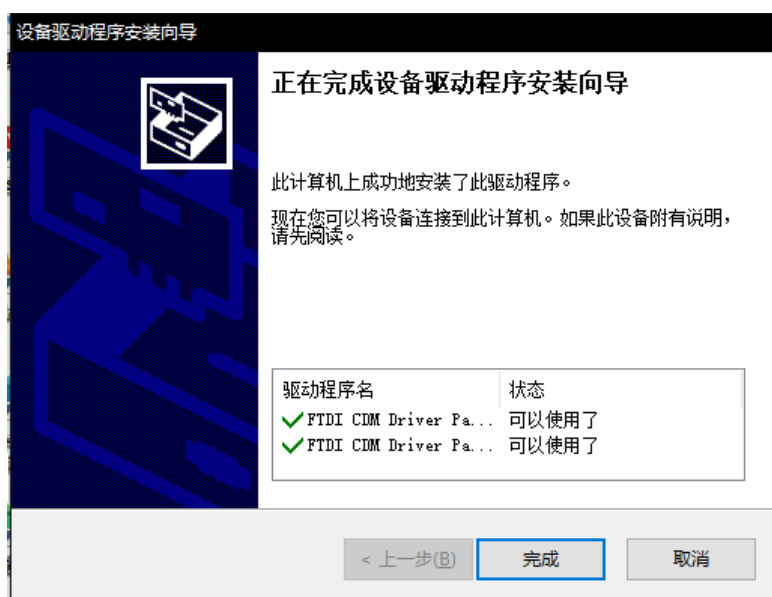 设备驱动程序安装向导
正在完成设备驱动程序安装向导
此计算机上成功地安装了此驱动程序。
现在您可以将设备连接到此计算机。如果此设备附有说明，
请先阅读。
驱动程序名 状态
FTDI CDM Driver Pa... 可以使用了
FTDI CDM Driver Pa... 可以使用了
< 上一步(B) 完成 取消